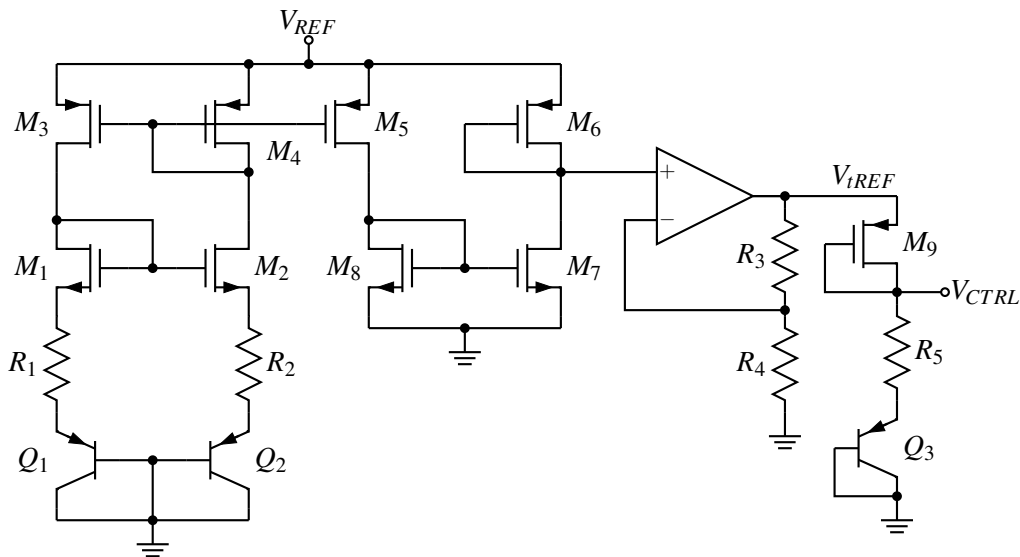 V_REF
M_3
M_4
M_5
M_6
V_tREF
M_9
M_1
M_2
M_8
M_7
R_3
V_CTRL
R_1
R_2
R_4
R_5
Q_1
Q_2
Q_3
+
−